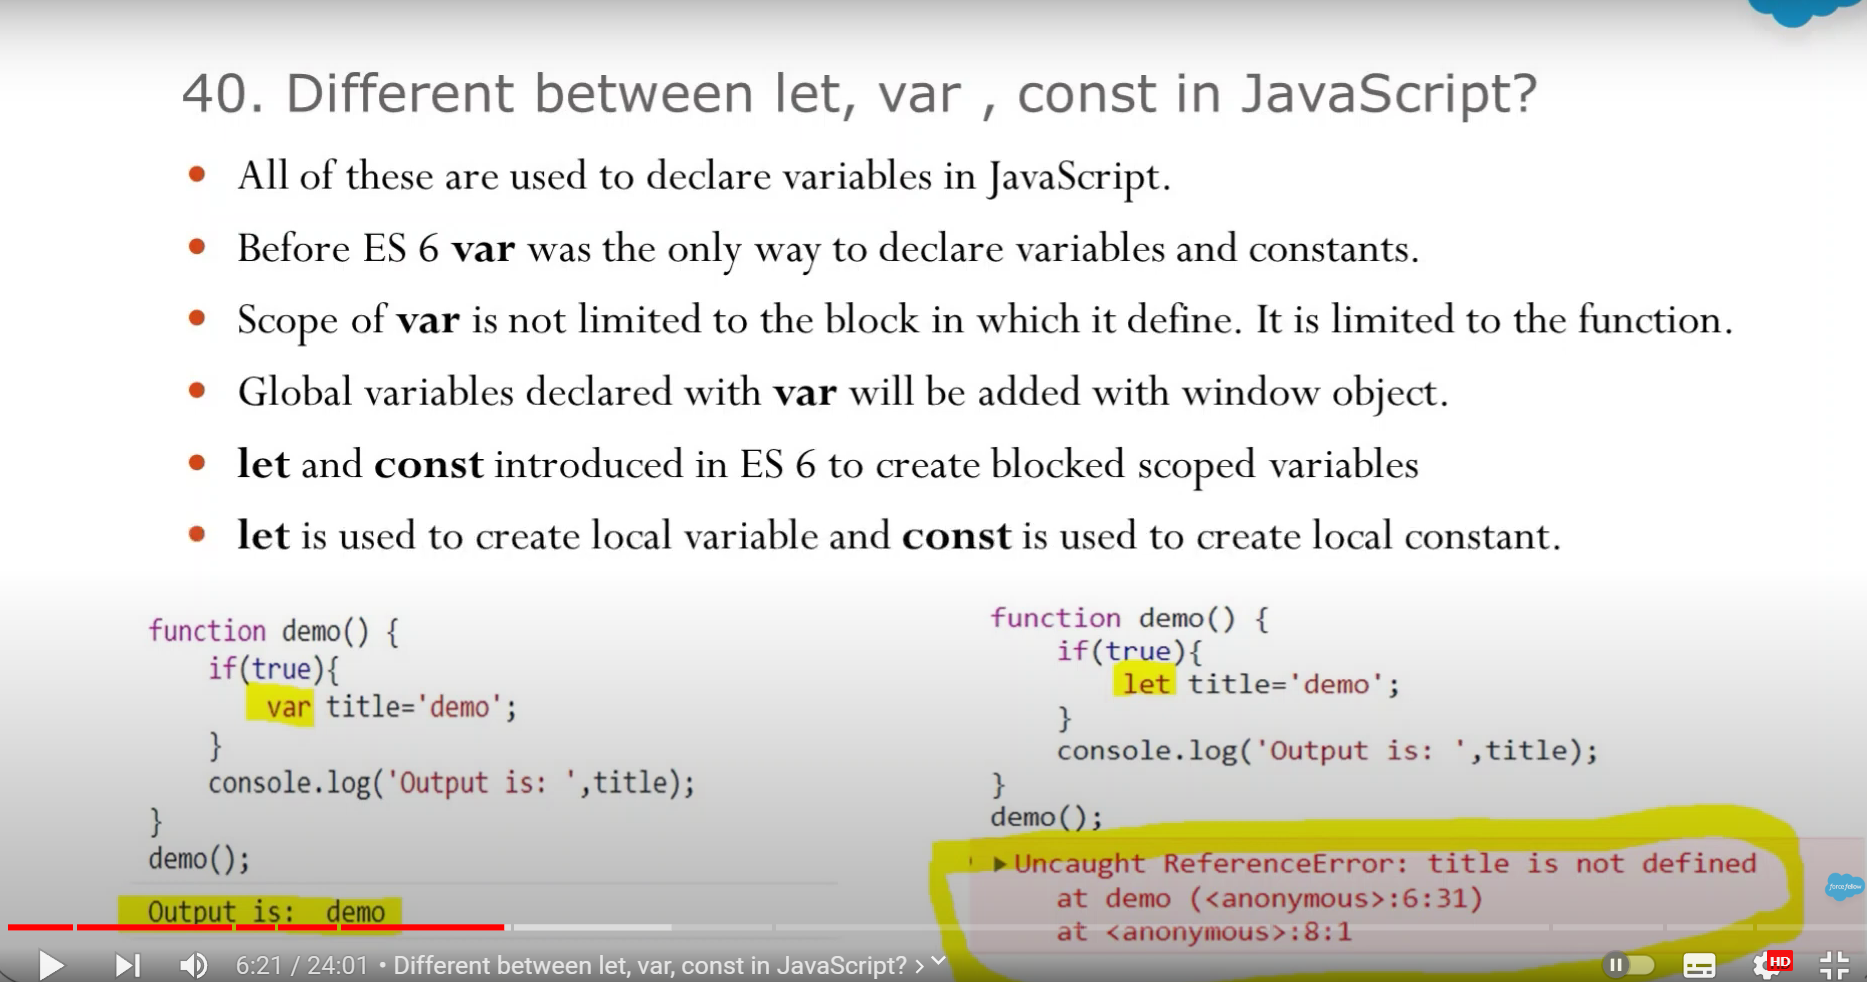 40. Different between let, var , const in JavaScript?
• All of these are used to declare variables in JavaScript.
• Before ES 6 var was the only way to declare variables and constants.
• Scope of var is not limited to the block in which it define. It is limited to the function.
• Global variables declared with var will be added with window object.
• let and const introduced in ES 6 to create blocked scoped variables
• let is used to create local variable and const is used to create local constant.
function demo() {
if(true){
var title='demo';
}
console.log('Output is: ',title);
}
demo();
Output is: demo
function demo() {
if(true){
let title='demo';
}
console.log('Output is: ',title);
}
demo();
Uncaught ReferenceError: title is not defined
at demo (<anonymous>:6:31)
at <anonymous>:8:1
forcefellow
6:21 / 24:01 • Different between let, var, const in JavaScript? ›
HD